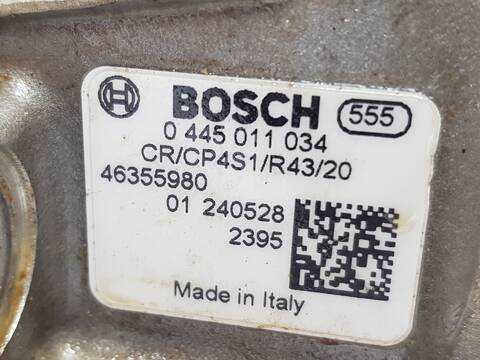 BOSCH 555
0 445 011 034
CR/CP4S1/R43/20
46355980
01 240528
2395
Made in Italy